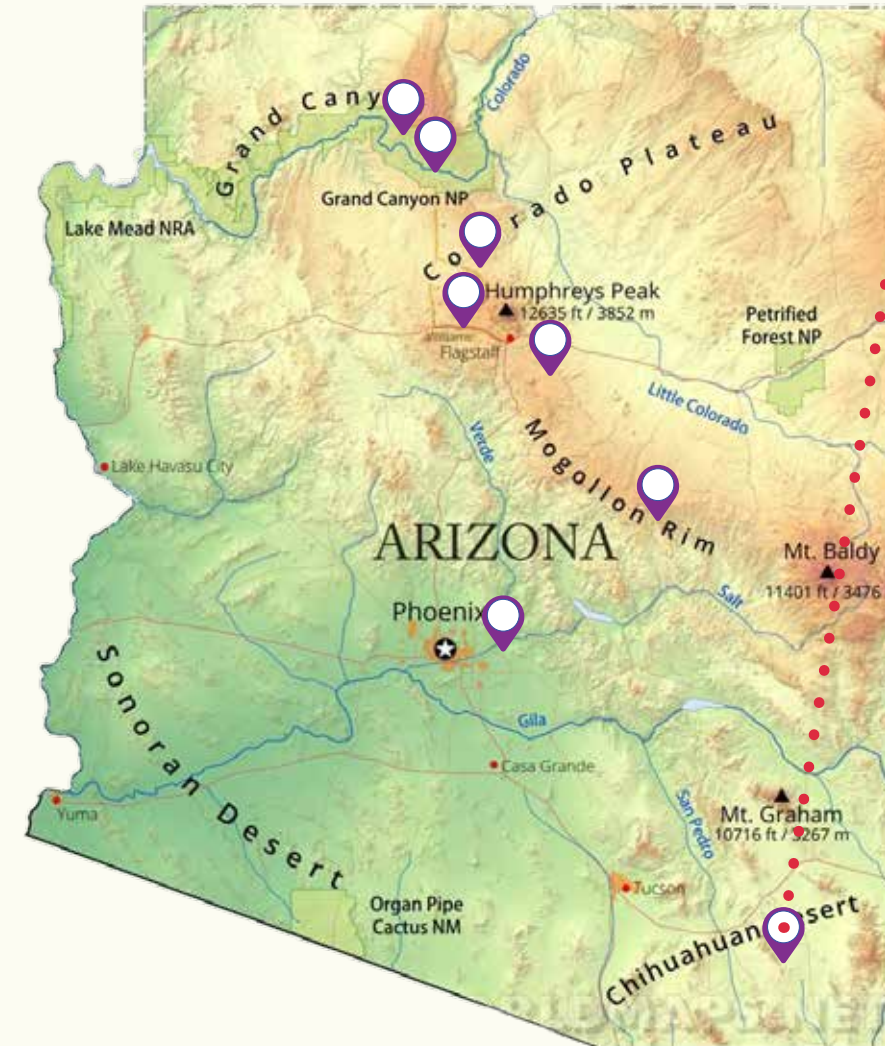 Grand Cany
Colorado
Colorado Plateau
Grand Canyon NP
Lake Mead NRA
Humphreys Peak
12635 ft / 3852 m
Petrified
Forest NP
Flagstaff
Little Colorado
Verde
Mogollon Rim
Lake Havasu City
ARIZONA
Mt. Baldy
11401 ft / 3476
Salt
Phoenix
Sonoran Desert
Gila
Casa Grande
San Pedro
Mt. Graham
10716 ft / 3267 m
Yuma
Tucson
Organ Pipe
Cactus NM
Chihuahuan Desert